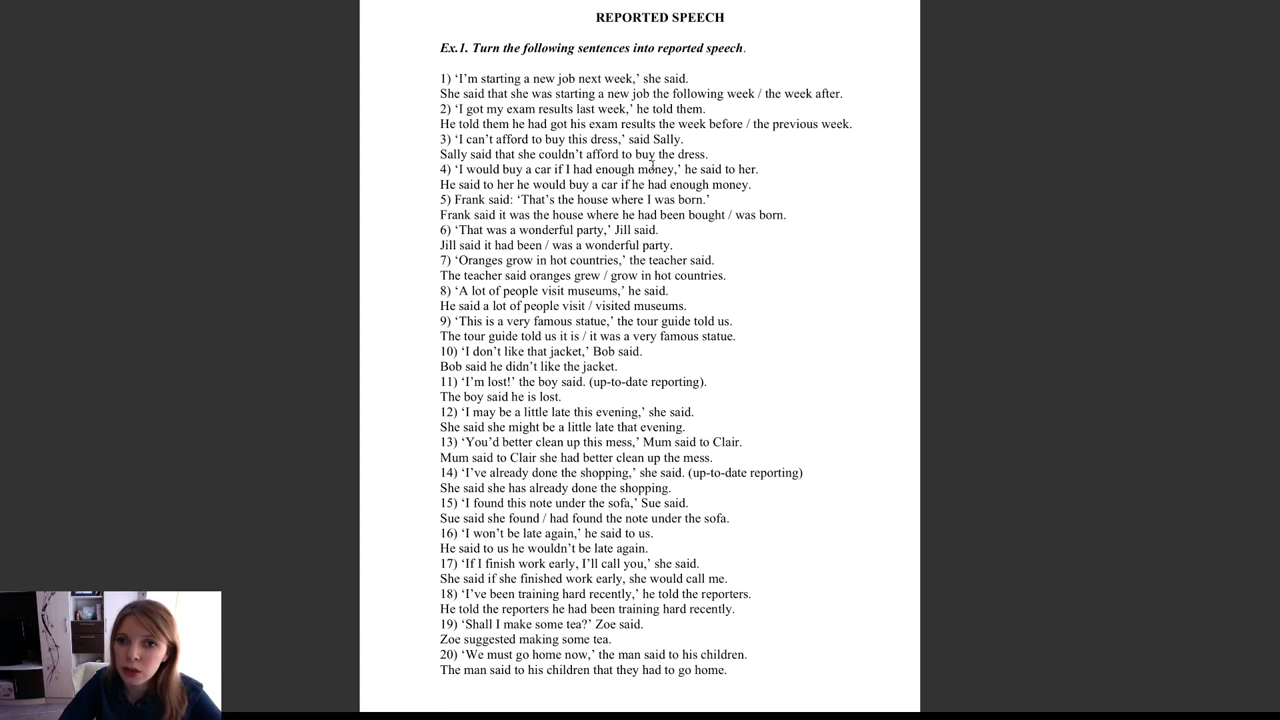 REPORTED SPEECH
Ex.1. Turn the following sentences into reported speech.
1) ‘I’m starting a new job next week,’ she said.
She said that she was starting a new job the following week / the week after.
2) ‘I got my exam results last week,’ he told them.
He told them he had got his exam results the week before / the previous week.
3) ‘I can’t afford to buy this dress,’ said Sally.
Sally said that she couldn’t afford to buy the dress.
4) ‘I would buy a car if I had enough money,’ he said to her.
He said to her he would buy a car if he had enough money.
5) Frank said: ‘That’s the house where I was born.’
Frank said it was the house where he had been bought / was born.
6) ‘That was a wonderful party,’ Jill said.
Jill said it had been / was a wonderful party.
7) ‘Oranges grow in hot countries,’ the teacher said.
The teacher said oranges grew / grow in hot countries.
8) ‘A lot of people visit museums,’ he said.
He said a lot of people visit / visited museums.
9) ‘This is a very famous statue,’ the tour guide told us.
The tour guide told us it is / it was a very famous statue.
10) ‘I don’t like that jacket,’ Bob said.
Bob said he didn’t like the jacket.
11) ‘I’m lost!’ the boy said. (up-to-date reporting).
The boy said he is lost.
12) ‘I may be a little late this evening,’ she said.
She said she might be a little late that evening.
13) ‘You’d better clean up this mess,’ Mum said to Clair.
Mum said to Clair she had better clean up the mess.
14) ‘I’ve already done the shopping,’ she said. (up-to-date reporting)
She said she has already done the shopping.
15) ‘I found this note under the sofa,’ Sue said.
Sue said she found / had found the note under the sofa.
16) ‘I won’t be late again,’ he said to us.
He said to us he wouldn’t be late again.
17) ‘If I finish work early, I’ll call you,’ she said.
She said if she finished work early, she would call me.
18) ‘I’ve been training hard recently,’ he told the reporters.
He told the reporters he had been training hard recently.
19) ‘Shall I make some tea?’ Zoe said.
Zoe suggested making some tea.
20) ‘We must go home now,’ the man said to his children.
The man said to his children that they had to go home.